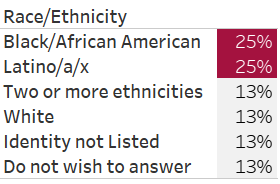 Race/Ethnicity
Black/African American 25%
Latino/a/x 25%
Two or more ethnicities 13%
White 13%
Identity not Listed 13%
Do not wish to answer 13%